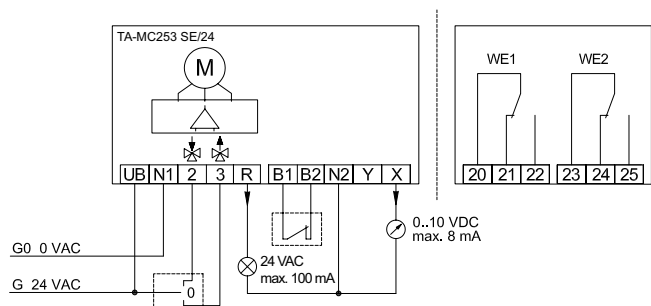 TA-MC253 SE/24
M
WE1 WE2
UB N1 2 3 R B1 B2 N2 Y X
20 21 22 23 24 25
G0 0 VAC
24 VAC
max. 100 mA
0..10 VDC
max. 8 mA
G 24 VAC
0